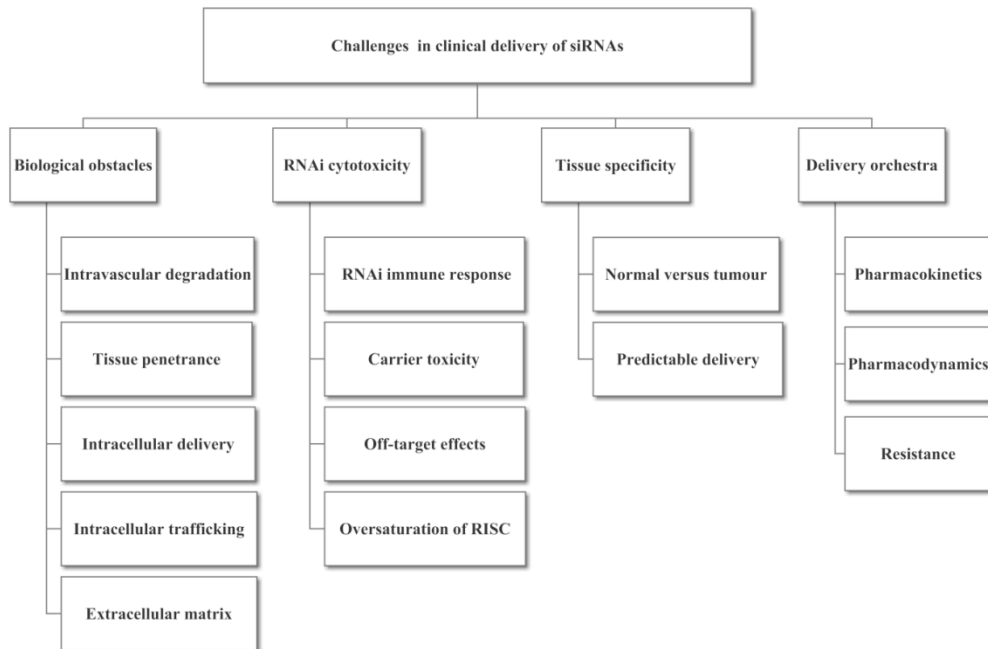 Challenges in clinical delivery of siRNAs
Biological obstacles
Intravascular degradation
Tissue penetrance
Intracellular delivery
Intracellular trafficking
Extracellular matrix
RNAi cytotoxicity
RNAi immune response
Carrier toxicity
Off-target effects
Oversaturation of RISC
Tissue specificity
Normal versus tumour
Predictable delivery
Delivery orchestra
Pharmacokinetics
Pharmacodynamics
Resistance